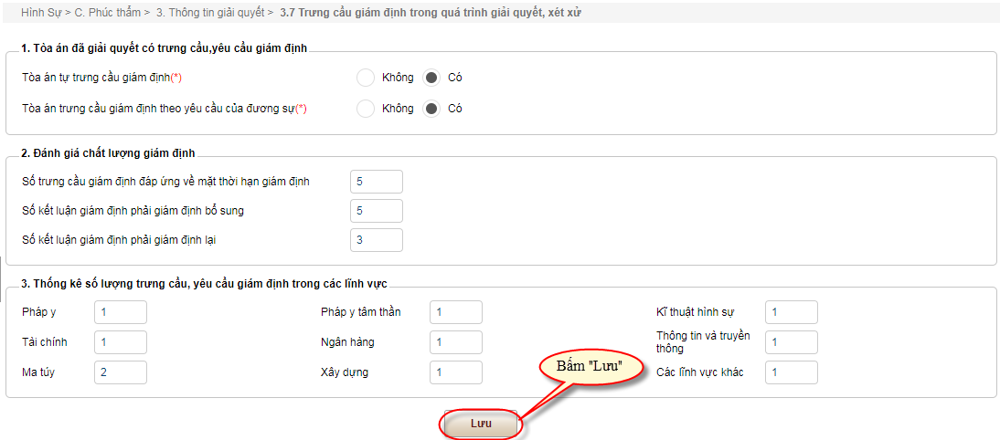 Hình Sự > C. Phúc thẩm > 3. Thông tin giải quyết > 3.7 Trưng cầu giám định trong quá trình giải quyết, xét xử
1. Tòa án đã giải quyết có trưng cầu,yêu cầu giám định
Tòa án tự trưng cầu giám định(*) Không Có
Tòa án trưng cầu giám định theo yêu cầu của đương sự(*) Không Có
2. Đánh giá chất lượng giám định
Số trưng cầu giám định đáp ứng về mặt thời hạn giám định 5
Số kết luận giám định phải giám định bổ sung 5
Số kết luận giám định phải giám định lại 3
3. Thống kê số lượng trưng cầu, yêu cầu giám định trong các lĩnh vực
Pháp y 1 Pháp y tâm thần 1 Kĩ thuật hình sự 1
Tài chính 1 Ngân hàng 1 Thông tin và truyền thông 1
Ma túy 2 Xây dựng 1 Các lĩnh vực khác 1
Bấm "Lưu"
Lưu